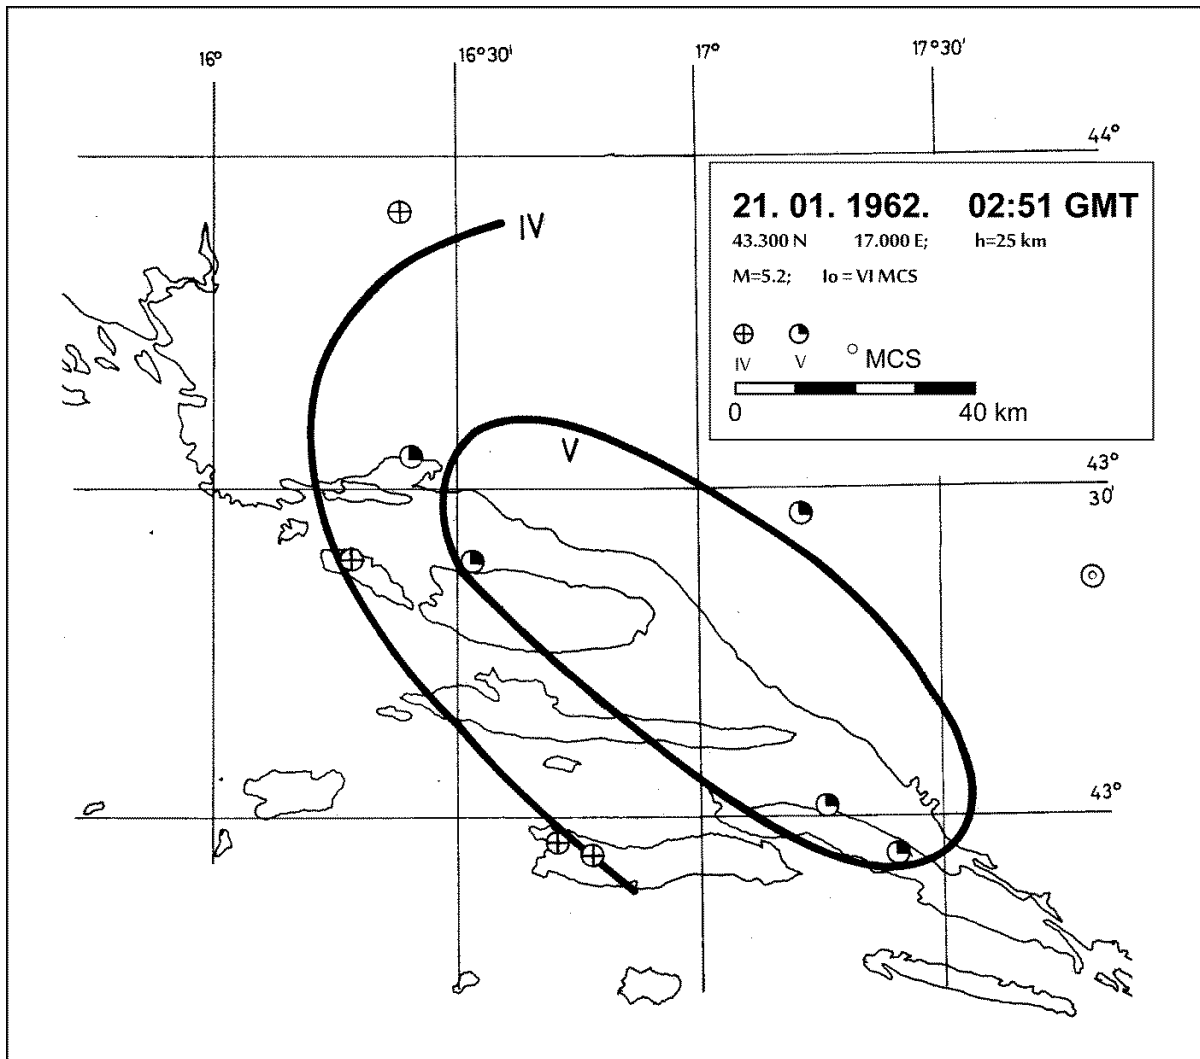 16° 16°30' 17° 17°30'
44°
21. 01. 1962. 02:51 GMT
43.300 N 17.000 E; h=25 km
M=5.2; Io = VI MCS
IV V MCS
0 40 km
IV
V
43°
30'
43°